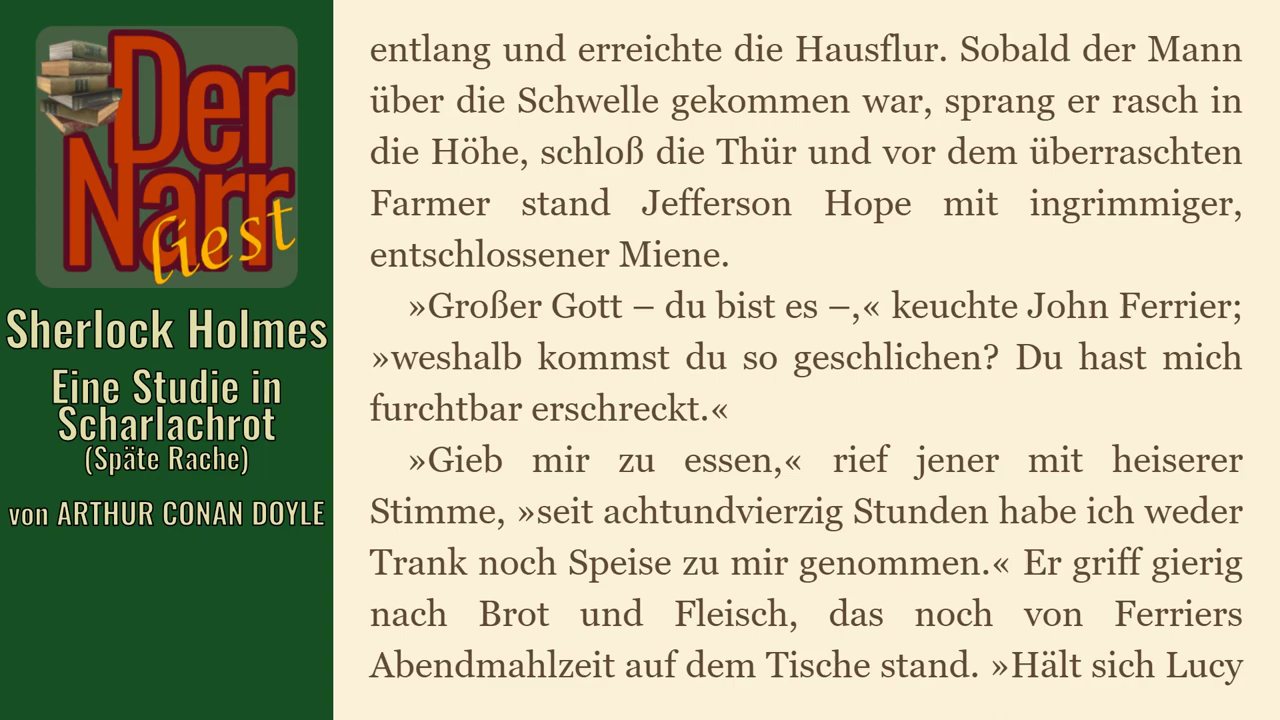 Der
Narr
liest
Sherlock Holmes
Eine Studie in
Scharlachrot
(Späte Rache)
von ARTHUR CONAN DOYLE
entlang und erreichte die Hausflur. Sobald der Mann
über die Schwelle gekommen war, sprang er rasch in
die Höhe, schloß die Thür und vor dem überraschten
Farmer stand Jefferson Hope mit ingrimmiger,
entschlossener Miene.
»Großer Gott – du bist es –,« keuchte John Ferrier;
»weshalb kommst du so geschlichen? Du hast mich
furchtbar erschreckt.«
»Gieb mir zu essen,« rief jener mit heiserer
Stimme, »seit achtundvierzig Stunden habe ich weder
Trank noch Speise zu mir genommen.« Er griff gierig
nach Brot und Fleisch, das noch von Ferriers
Abendmahlzeit auf dem Tische stand. »Hält sich Lucy